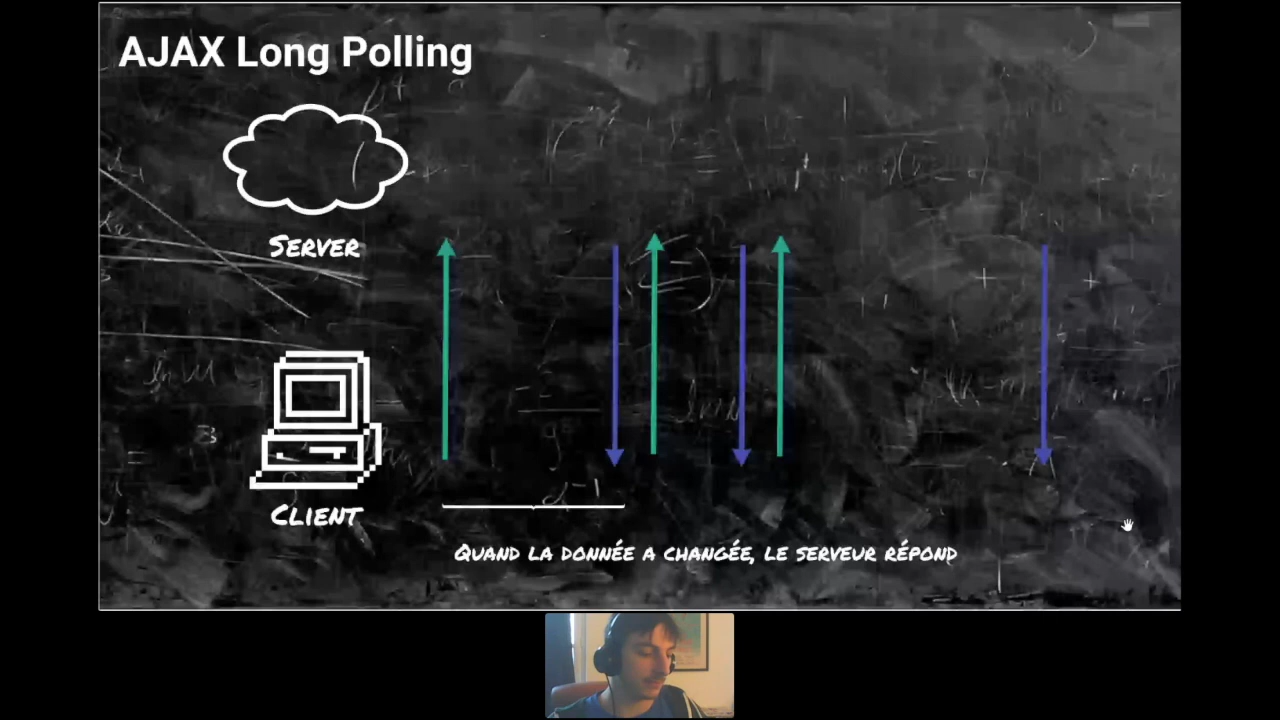 AJAX Long Polling
Server
Client
Quand la donnée a changée, le serveur répond